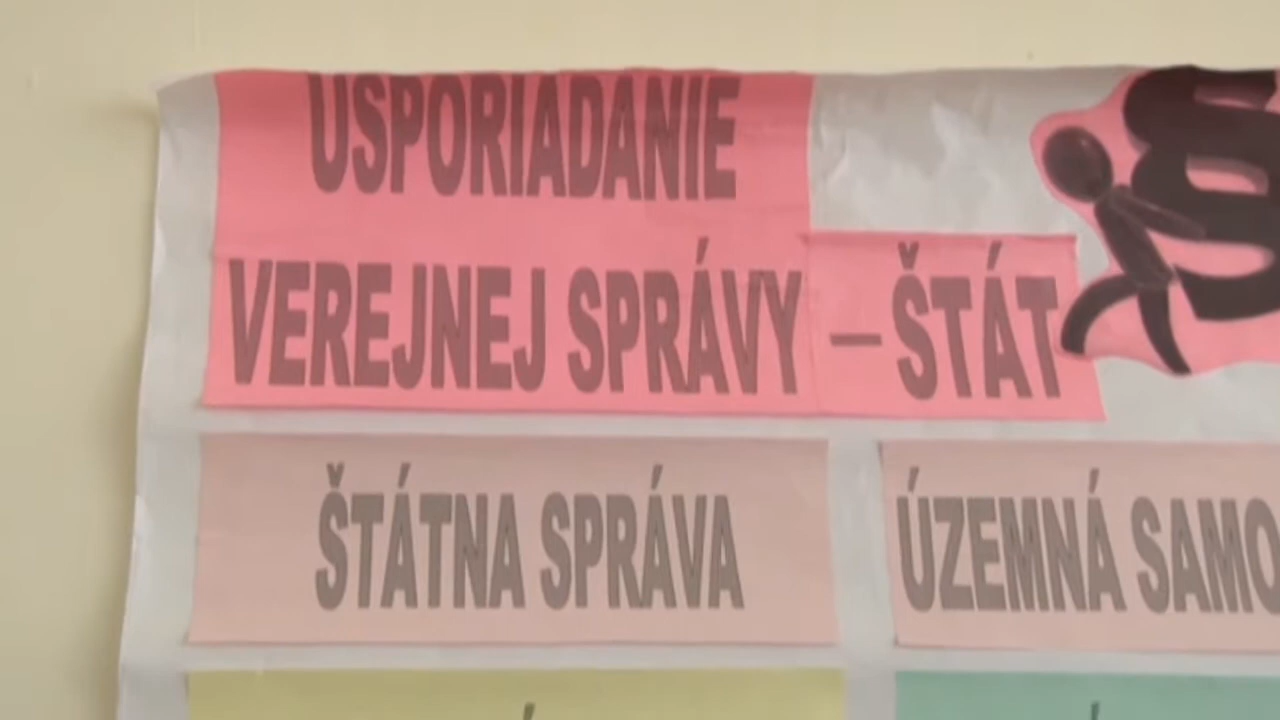 USPORIADANIE
VEREJNEJ SPRÁVY – ŠTÁT
ŠTÁTNA SPRÁVA
ÚZEMNÁ SAMO